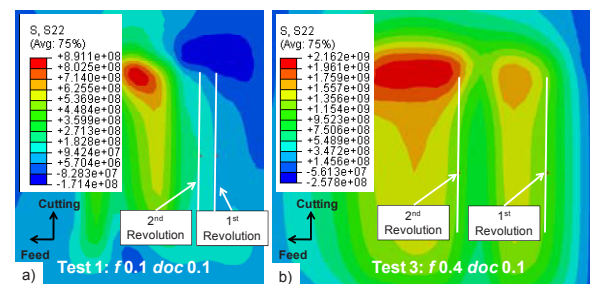 S, S22
(Avg: 75%)
+8.911e+08
+8.025e+08
+7.140e+08
+6.255e+08
+5.369e+08
+4.484e+08
+3.599e+08
+2.713e+08
+1.828e+08
+9.424e+07
+5.704e+06
-8.283e+07
-1.714e+08
Cutting
Feed
2nd
Revolution
1st
Revolution
a)
Test 1: f 0.1 doc 0.1
S, S22
(Avg: 75%)
+2.162e+09
+1.961e+09
+1.759e+09
+1.557e+09
+1.356e+09
+1.154e+09
+9.523e+08
+7.506e+08
+5.489e+08
+3.472e+08
+1.456e+08
-5.613e+07
-2.578e+08
Cutting
Feed
2nd
Revolution
1st
Revolution
b)
Test 3: f 0.4 doc 0.1